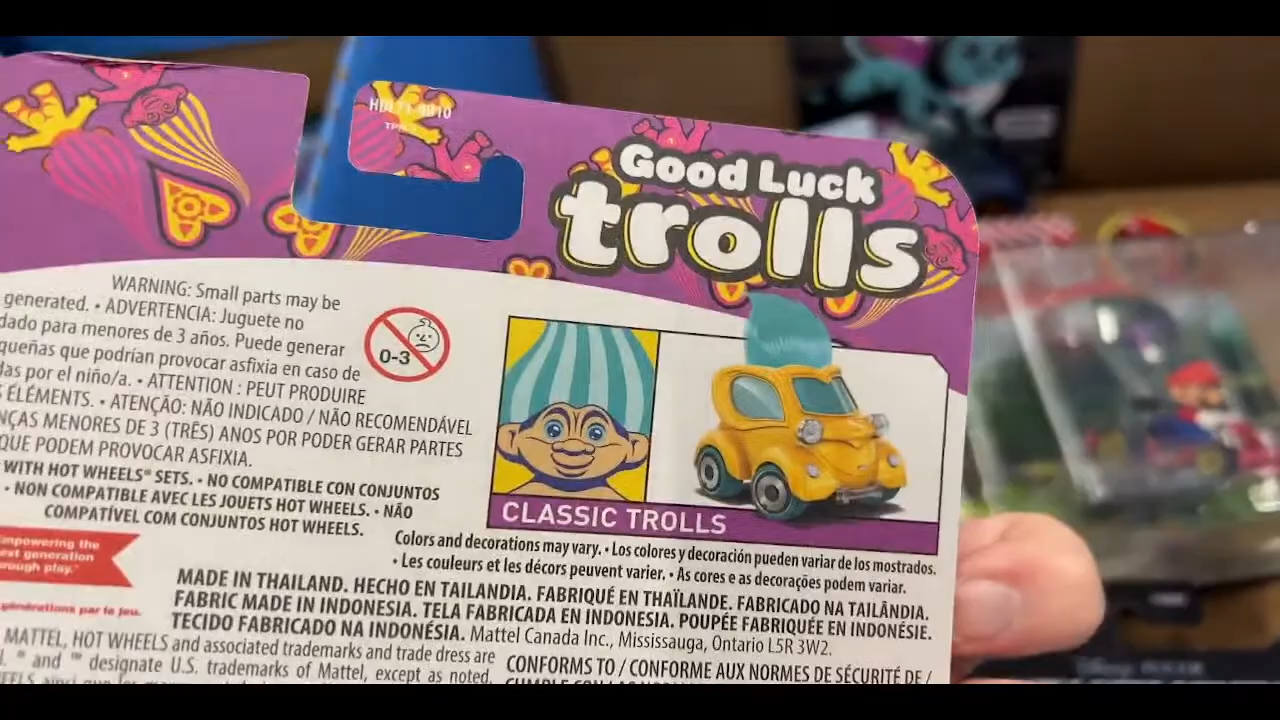 Good Luck
trolls
WARNING: Small parts may be
generated. • ADVERTENCIA: Juguete no
dado para menores de 3 años. Puede generar
queñas que podrían provocar asfixia en caso de
das por el niño/a. • ATTENTION : PEUT PRODUIRE
ÉLÉMENTS. • ATENÇÃO: NÃO INDICADO / NÃO RECOMENDÁVEL
NÇAS MENORES DE 3 (TRÊS) ANOS POR PODER GERAR PARTES
QUE PODEM PROVOCAR ASFIXIA.
0-3
WITH HOT WHEELS® SETS. • NO COMPATIBLE CON CONJUNTOS
• NON COMPATIBLE AVEC LES JOUETS HOT WHEELS. • NÃO
COMPATÍVEL COM CONJUNTOS HOT WHEELS.
CLASSIC TROLLS
Colors and decorations may vary. • Los colores y decoración pueden variar de los mostrados.
• Les couleurs et les décors peuvent varier. • As cores e as decorações podem variar.
Empowering the
next generation
through play.™
générations par le jeu.
MADE IN THAILAND. HECHO EN TAILANDIA. FABRIQUÉ EN THAÏLANDE. FABRICADO NA TAILÂNDIA.
FABRIC MADE IN INDONESIA. TELA FABRICADA EN INDONESIA. POUPÉE FABRIQUÉE EN INDONÉSIE.
TECIDO FABRICADO NA INDONÉSIA. Mattel Canada Inc., Mississauga, Ontario L5R 3W2.
MATTEL, HOT WHEELS and associated trademarks and trade dress are
® and ™ designate U.S. trademarks of Mattel, except as noted.
CONFORMS TO / CONFORME AUX NORMES DE SÉCURITÉ DE /